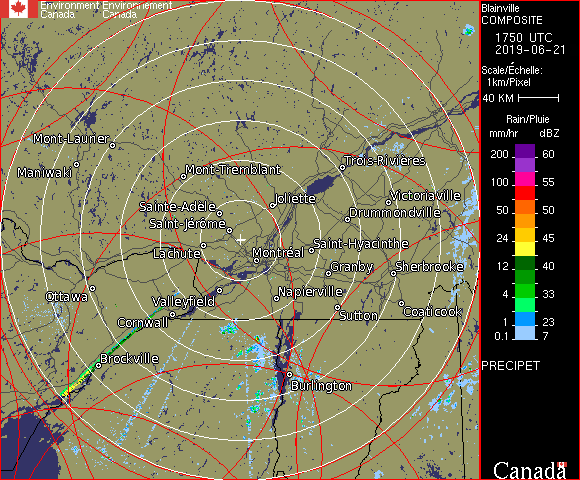 Environment Environnement
Canada Canada
Blainville
COMPOSITE
1750 UTC
2019-06-21
Scale/Échelle:
1km/Pixel
40 KM
Rain/Pluie
mm/hr dBZ
200 60
100 55
50 50
24 45
12 40
4 33
1 23
0.1 7
PRECIPET
Canada
Mont-Laurier
Maniwaki
Mont-Tremblant
Trois-Rivières
Sainte-Adèle
Joliette
Victoriaville
Drummondville
Saint-Jérôme
Lachute
Montréal
Saint-Hyacinthe
Granby
Sherbrooke
Ottawa
Valleyfield
Napierville
Cornwall
Sutton
Coaticook
Brockville
Burlington